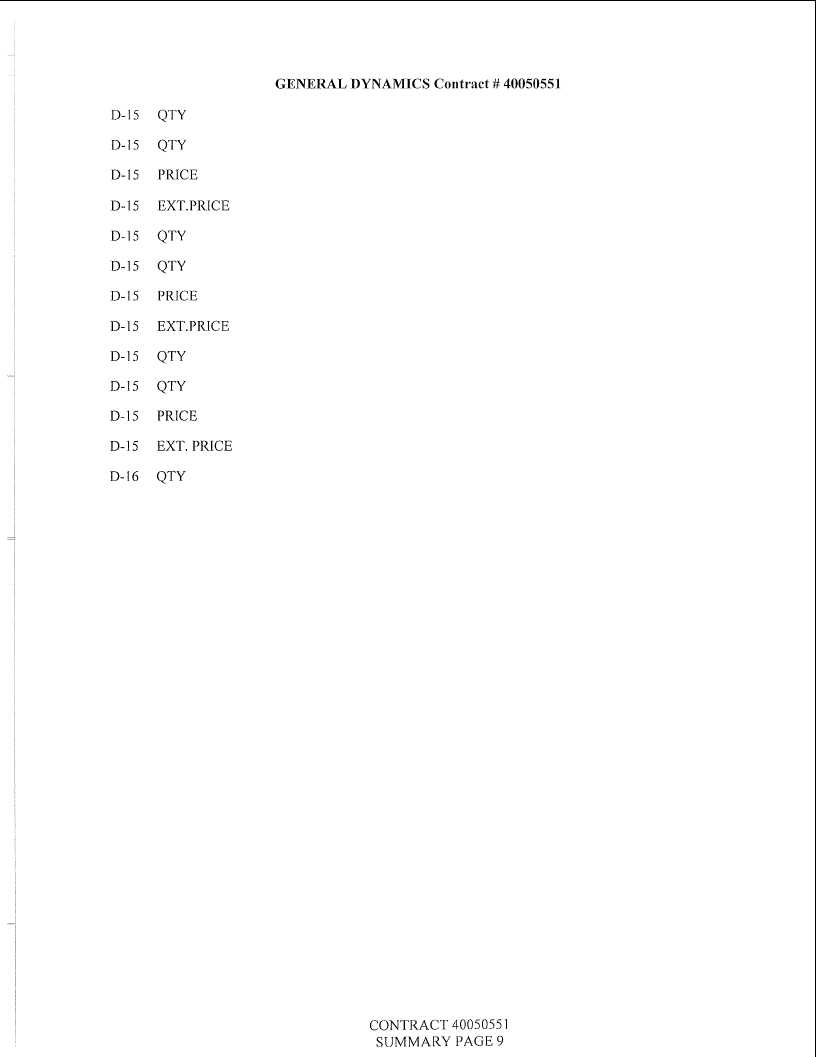 GENERAL DYNAMICS Contract # 40050551
D-15 QTY
D-15 QTY
D-15 PRICE
D-15 EXT.PRICE
D-15 QTY
D-15 QTY
D-15 PRICE
D-15 EXT.PRICE
D-15 QTY
D-15 QTY
D-15 PRICE
D-15 EXT. PRICE
D-16 QTY
CONTRACT 40050551
SUMMARY PAGE 9